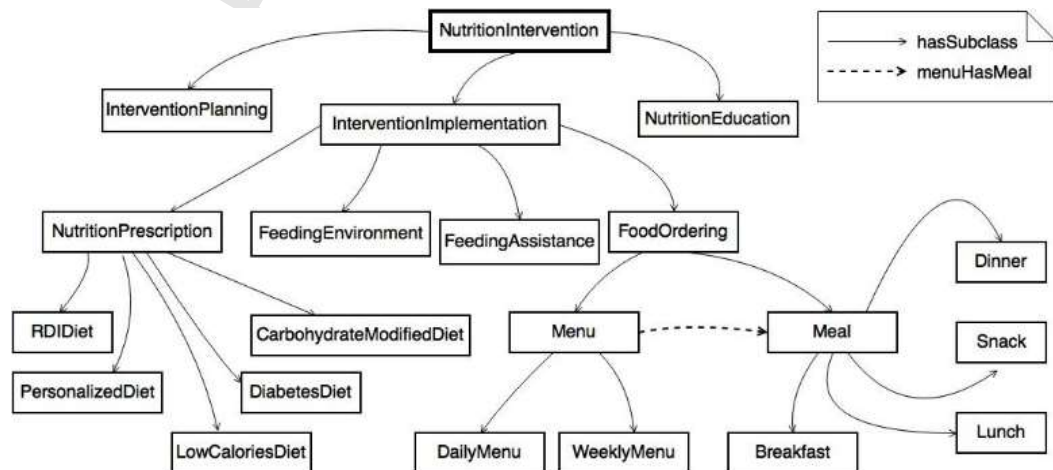 NutritionIntervention
hasSubclass
menuHasMeal
InterventionPlanning
InterventionImplementation
NutritionEducation
NutritionPrescription
FeedingEnvironment
FeedingAssistance
FoodOrdering
Dinner
RDIDiet
CarbohydrateModifiedDiet
Menu
Meal
Snack
PersonalizedDiet
DiabetesDiet
LowCaloriesDiet
DailyMenu
WeeklyMenu
Breakfast
Lunch